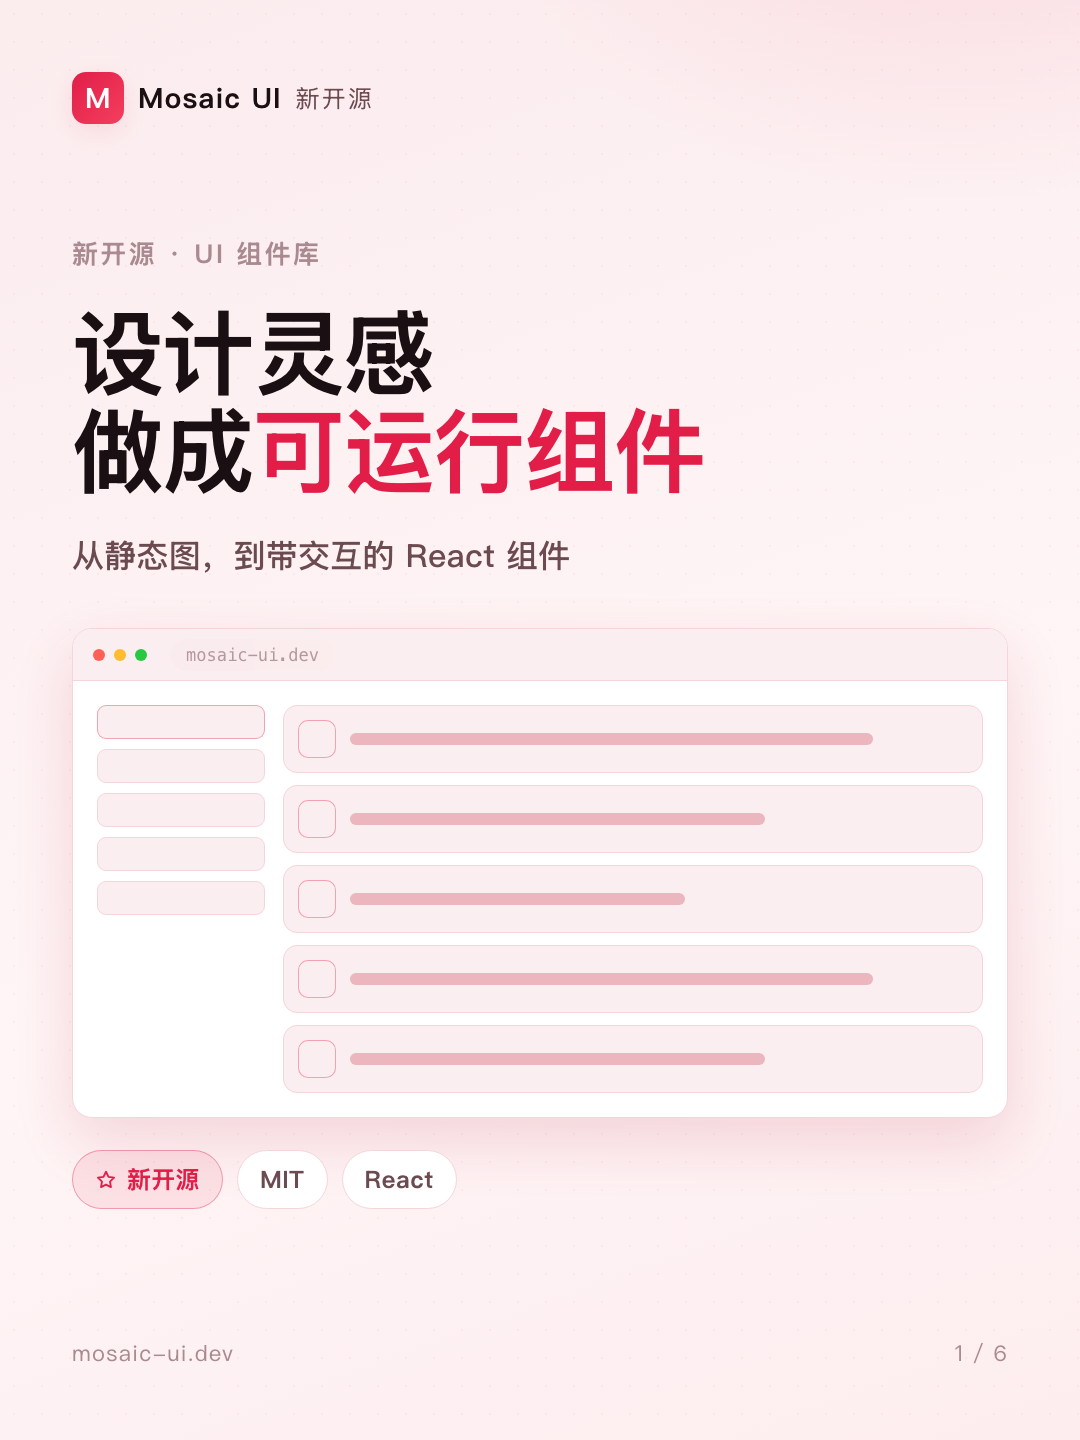 M Mosaic UI 新开源
新开源 · UI 组件库
设计灵感
做成可运行组件
从静态图，到带交互的 React 组件
mosaic-ui.dev
新开源 MIT React
mosaic-ui.dev 1 / 6